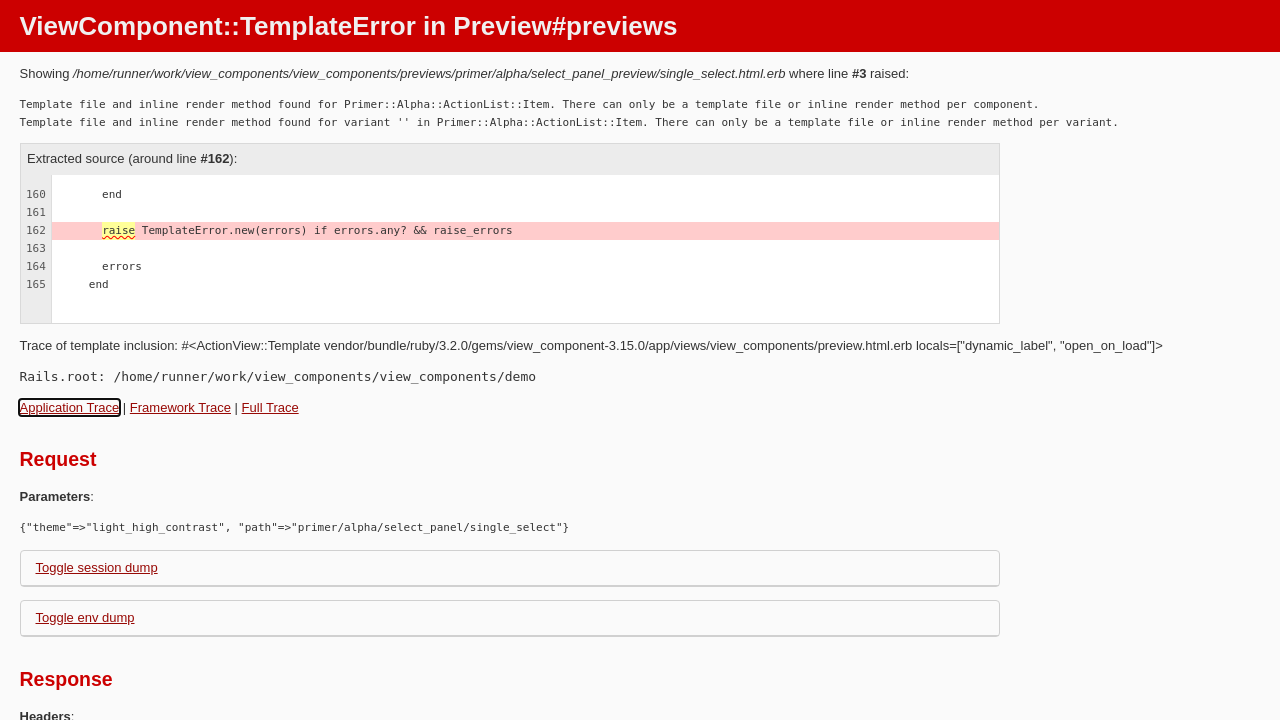 ViewComponent::TemplateError in Preview#previews
Showing /home/runner/work/view_components/view_components/previews/primer/alpha/select_panel_preview/single_select.html.erb where line #3 raised:
Template file and inline render method found for Primer::Alpha::ActionList::Item. There can only be a template file or inline render method per component.
Template file and inline render method found for variant '' in Primer::Alpha::ActionList::Item. There can only be a template file or inline render method per variant.
Extracted source (around line #162):
160 end
161
162 raise TemplateError.new(errors) if errors.any? && raise_errors
163
164 errors
165 end
Trace of template inclusion: #<ActionView::Template vendor/bundle/ruby/3.2.0/gems/view_component-3.15.0/app/views/view_components/preview.html.erb locals=["dynamic_label", "open_on_load"]>
Rails.root: /home/runner/work/view_components/view_components/demo
Application Trace | Framework Trace | Full Trace
Request
Parameters:
{"theme"=>"light_high_contrast", "path"=>"primer/alpha/select_panel/single_select"}
Toggle session dump
Toggle env dump
Response
Headers: